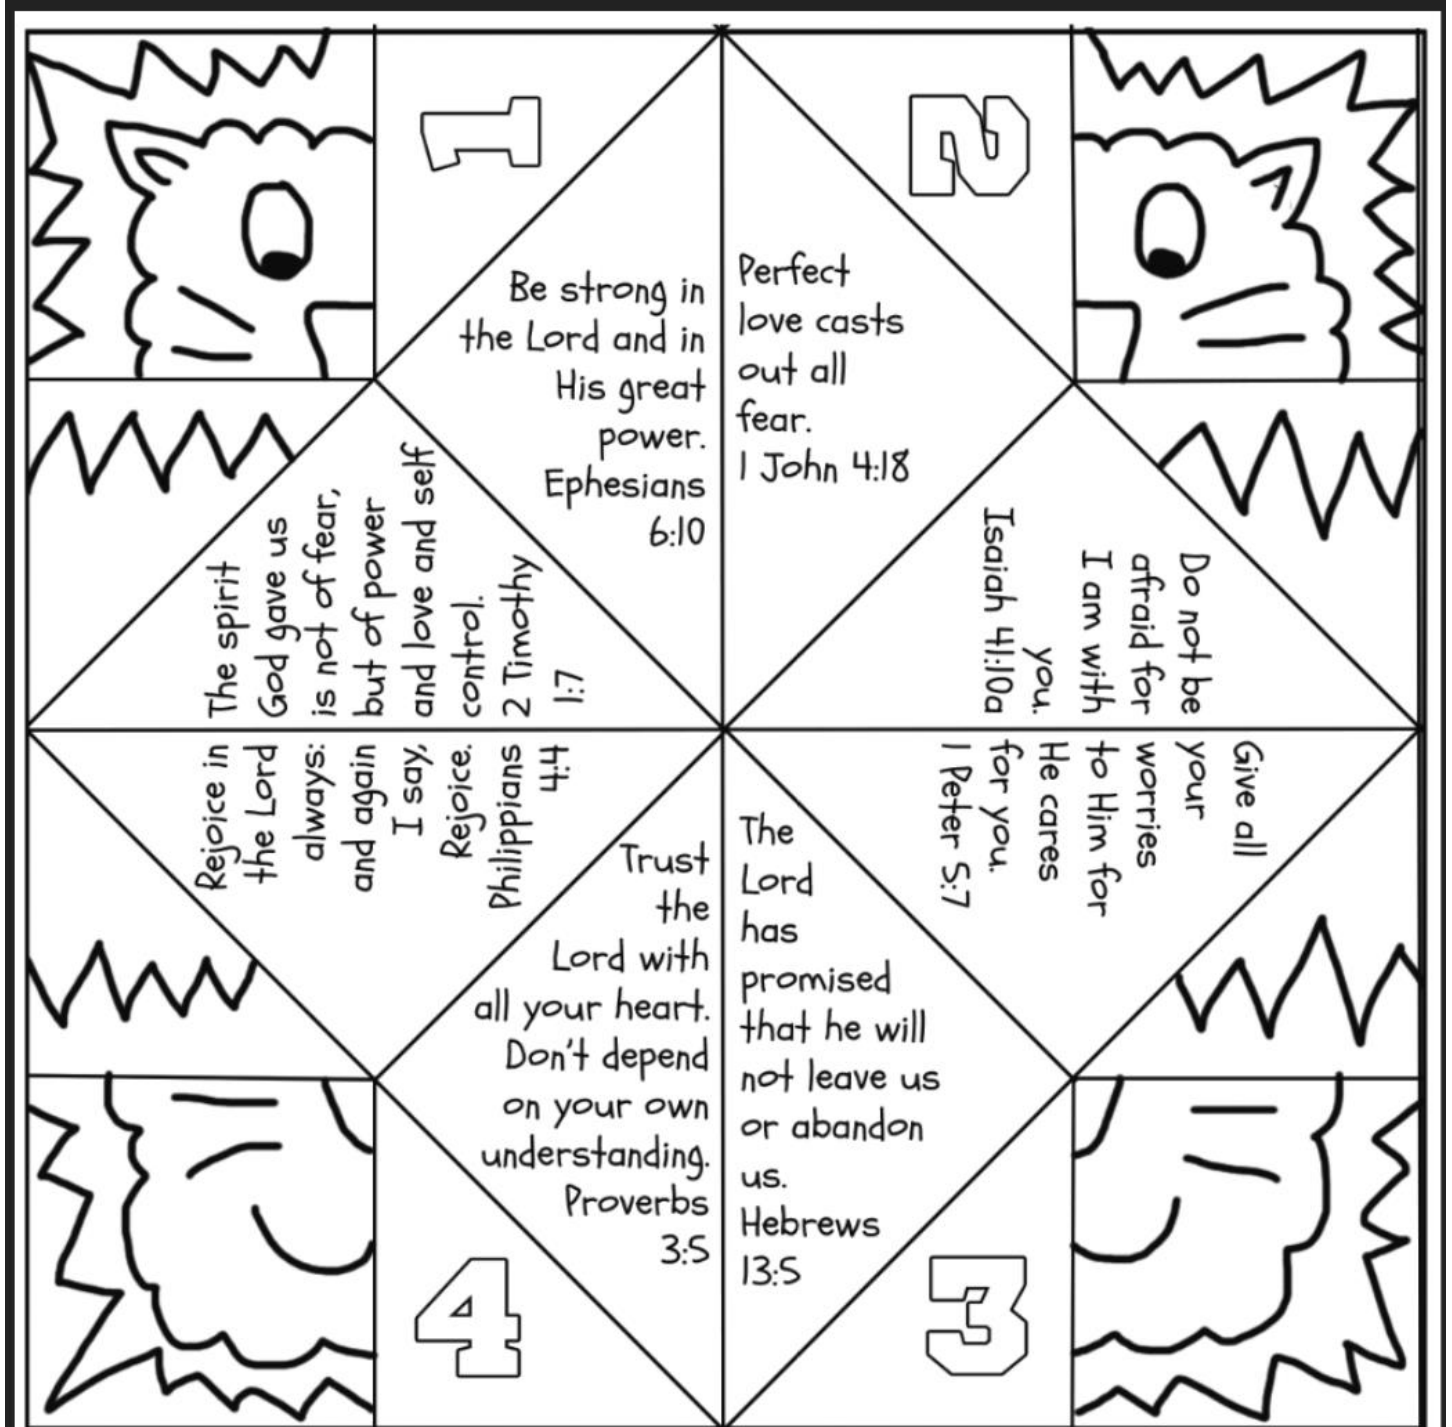 1
2
Be strong in
the Lord and in
His great
power.
Ephesians
6:10
Perfect
love casts
out all
fear.
1 John 4:18
The spirit
God gave us
is not of fear,
but of power
and love and self
control.
2 Timothy
1:7
Do not be
afraid for
I am with
you.
Isaiah 41:10a
Rejoice in
the Lord
always:
and again
I say,
Rejoice.
Philippians
4:4
Give all
your
worries
to Him for
He cares
for you.
1 Peter 5:7
Trust
the
Lord with
all your heart.
Don't depend
on your own
understanding.
Proverbs
3:5
The
Lord
has
promised
that he will
not leave us
or abandon
us.
Hebrews
13:5
4
3